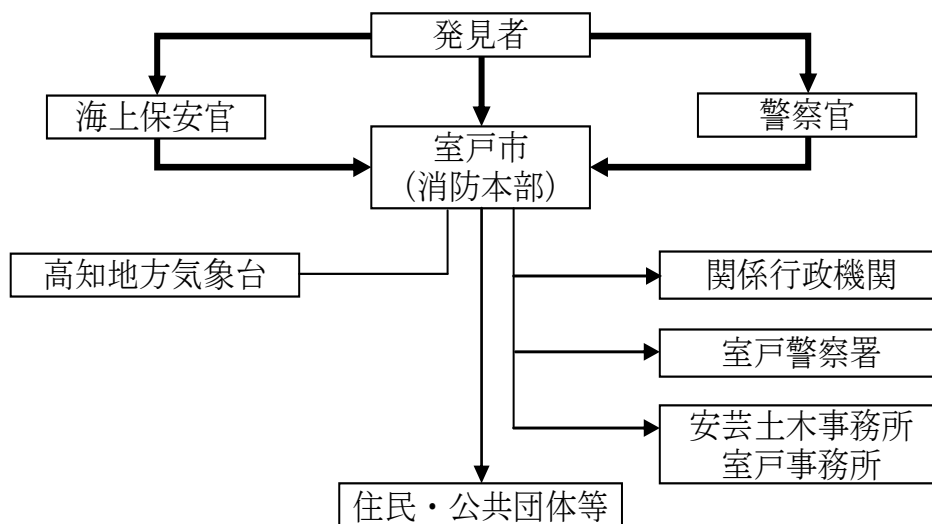 発見者
海上保安官
警察官
室戸市
（消防本部）
高知地方気象台
関係行政機関
室戸警察署
安芸土木事務所
室戸事務所
住民・公共団体等